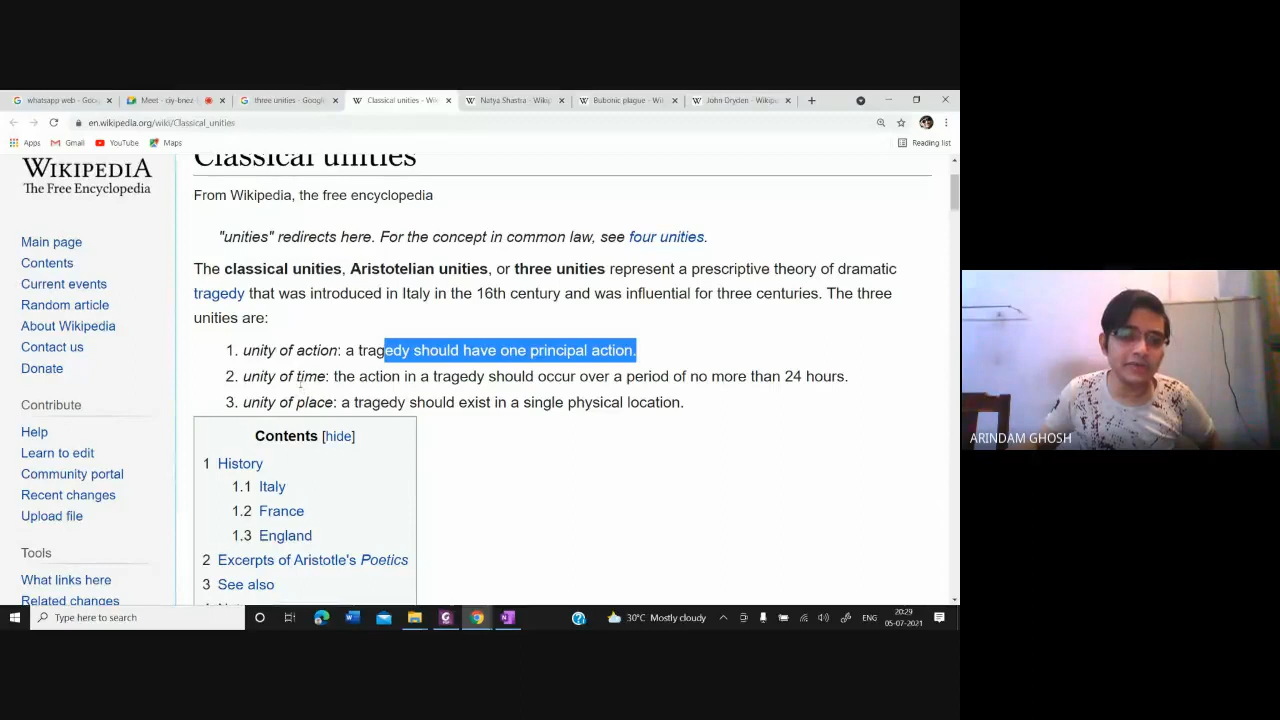 whatsapp web - Goo
Meet - ciy-bnez-
three unities - Google
Classical unities - Wik
Natya Shastra - Wikip
Bubonic plague - Wik
John Dryden - Wikipe
en.wikipedia.org/wiki/Classical_unities
Apps
Gmail
YouTube
Maps
Reading list
WIKIPEDIA
The Free Encyclopedia
Main page
Contents
Current events
Random article
About Wikipedia
Contact us
Donate
Contribute
Help
Learn to edit
Community portal
Recent changes
Upload file
Tools
What links here
Related changes
Classical unities
From Wikipedia, the free encyclopedia
"unities" redirects here. For the concept in common law, see four unities.
The classical unities, Aristotelian unities, or three unities represent a prescriptive theory of dramatic
tragedy that was introduced in Italy in the 16th century and was influential for three centuries. The three
unities are:
1. unity of action: a tragedy should have one principal action.
2. unity of time: the action in a tragedy should occur over a period of no more than 24 hours.
3. unity of place: a tragedy should exist in a single physical location.
Contents [hide]
1 History
1.1 Italy
1.2 France
1.3 England
2 Excerpts of Aristotle's Poetics
3 See also
ARINDAM GHOSH
Type here to search
30°C Mostly cloudy
ENG
20:29
05-07-2021